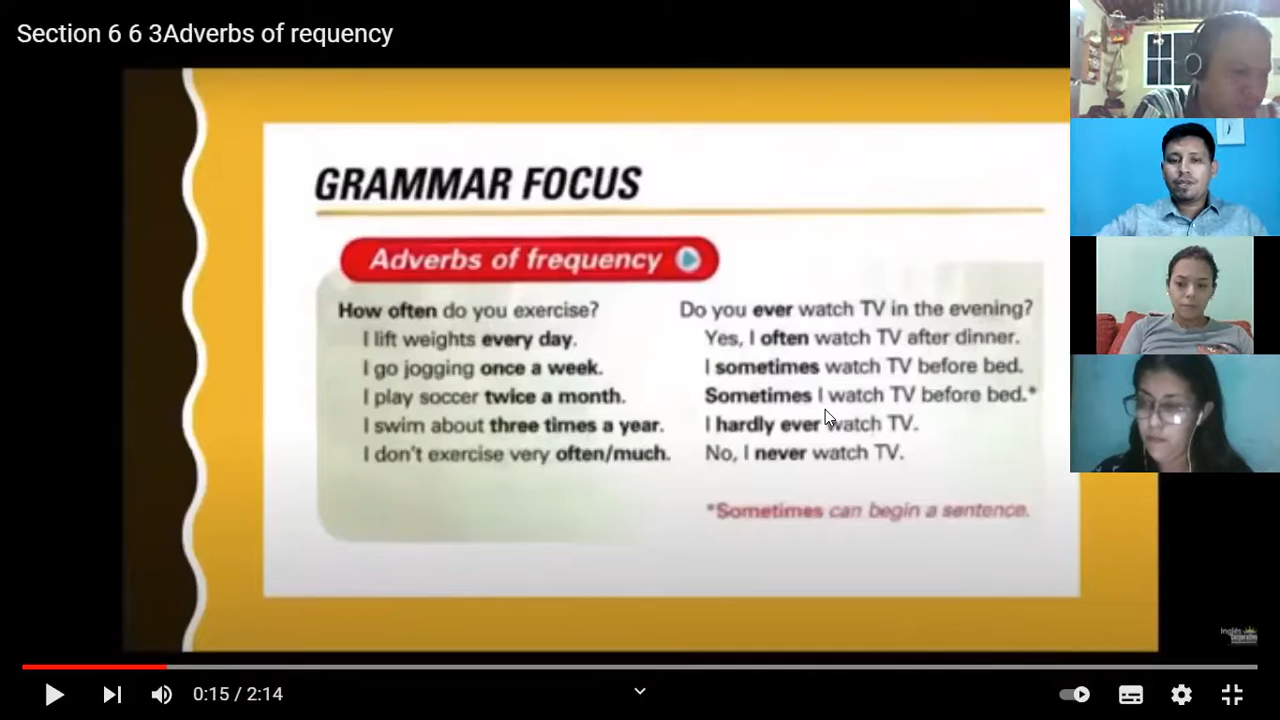 Section 6 6 3Adverbs of requency
GRAMMAR FOCUS
Adverbs of frequency
How often do you exercise?
I lift weights every day.
I go jogging once a week.
I play soccer twice a month.
I swim about three times a year.
I don't exercise very often/much.
Do you ever watch TV in the evening?
Yes, I often watch TV after dinner.
I sometimes watch TV before bed.
Sometimes I watch TV before bed.*
I hardly ever watch TV.
No, I never watch TV.
*Sometimes can begin a sentence.
0:15 / 2:14